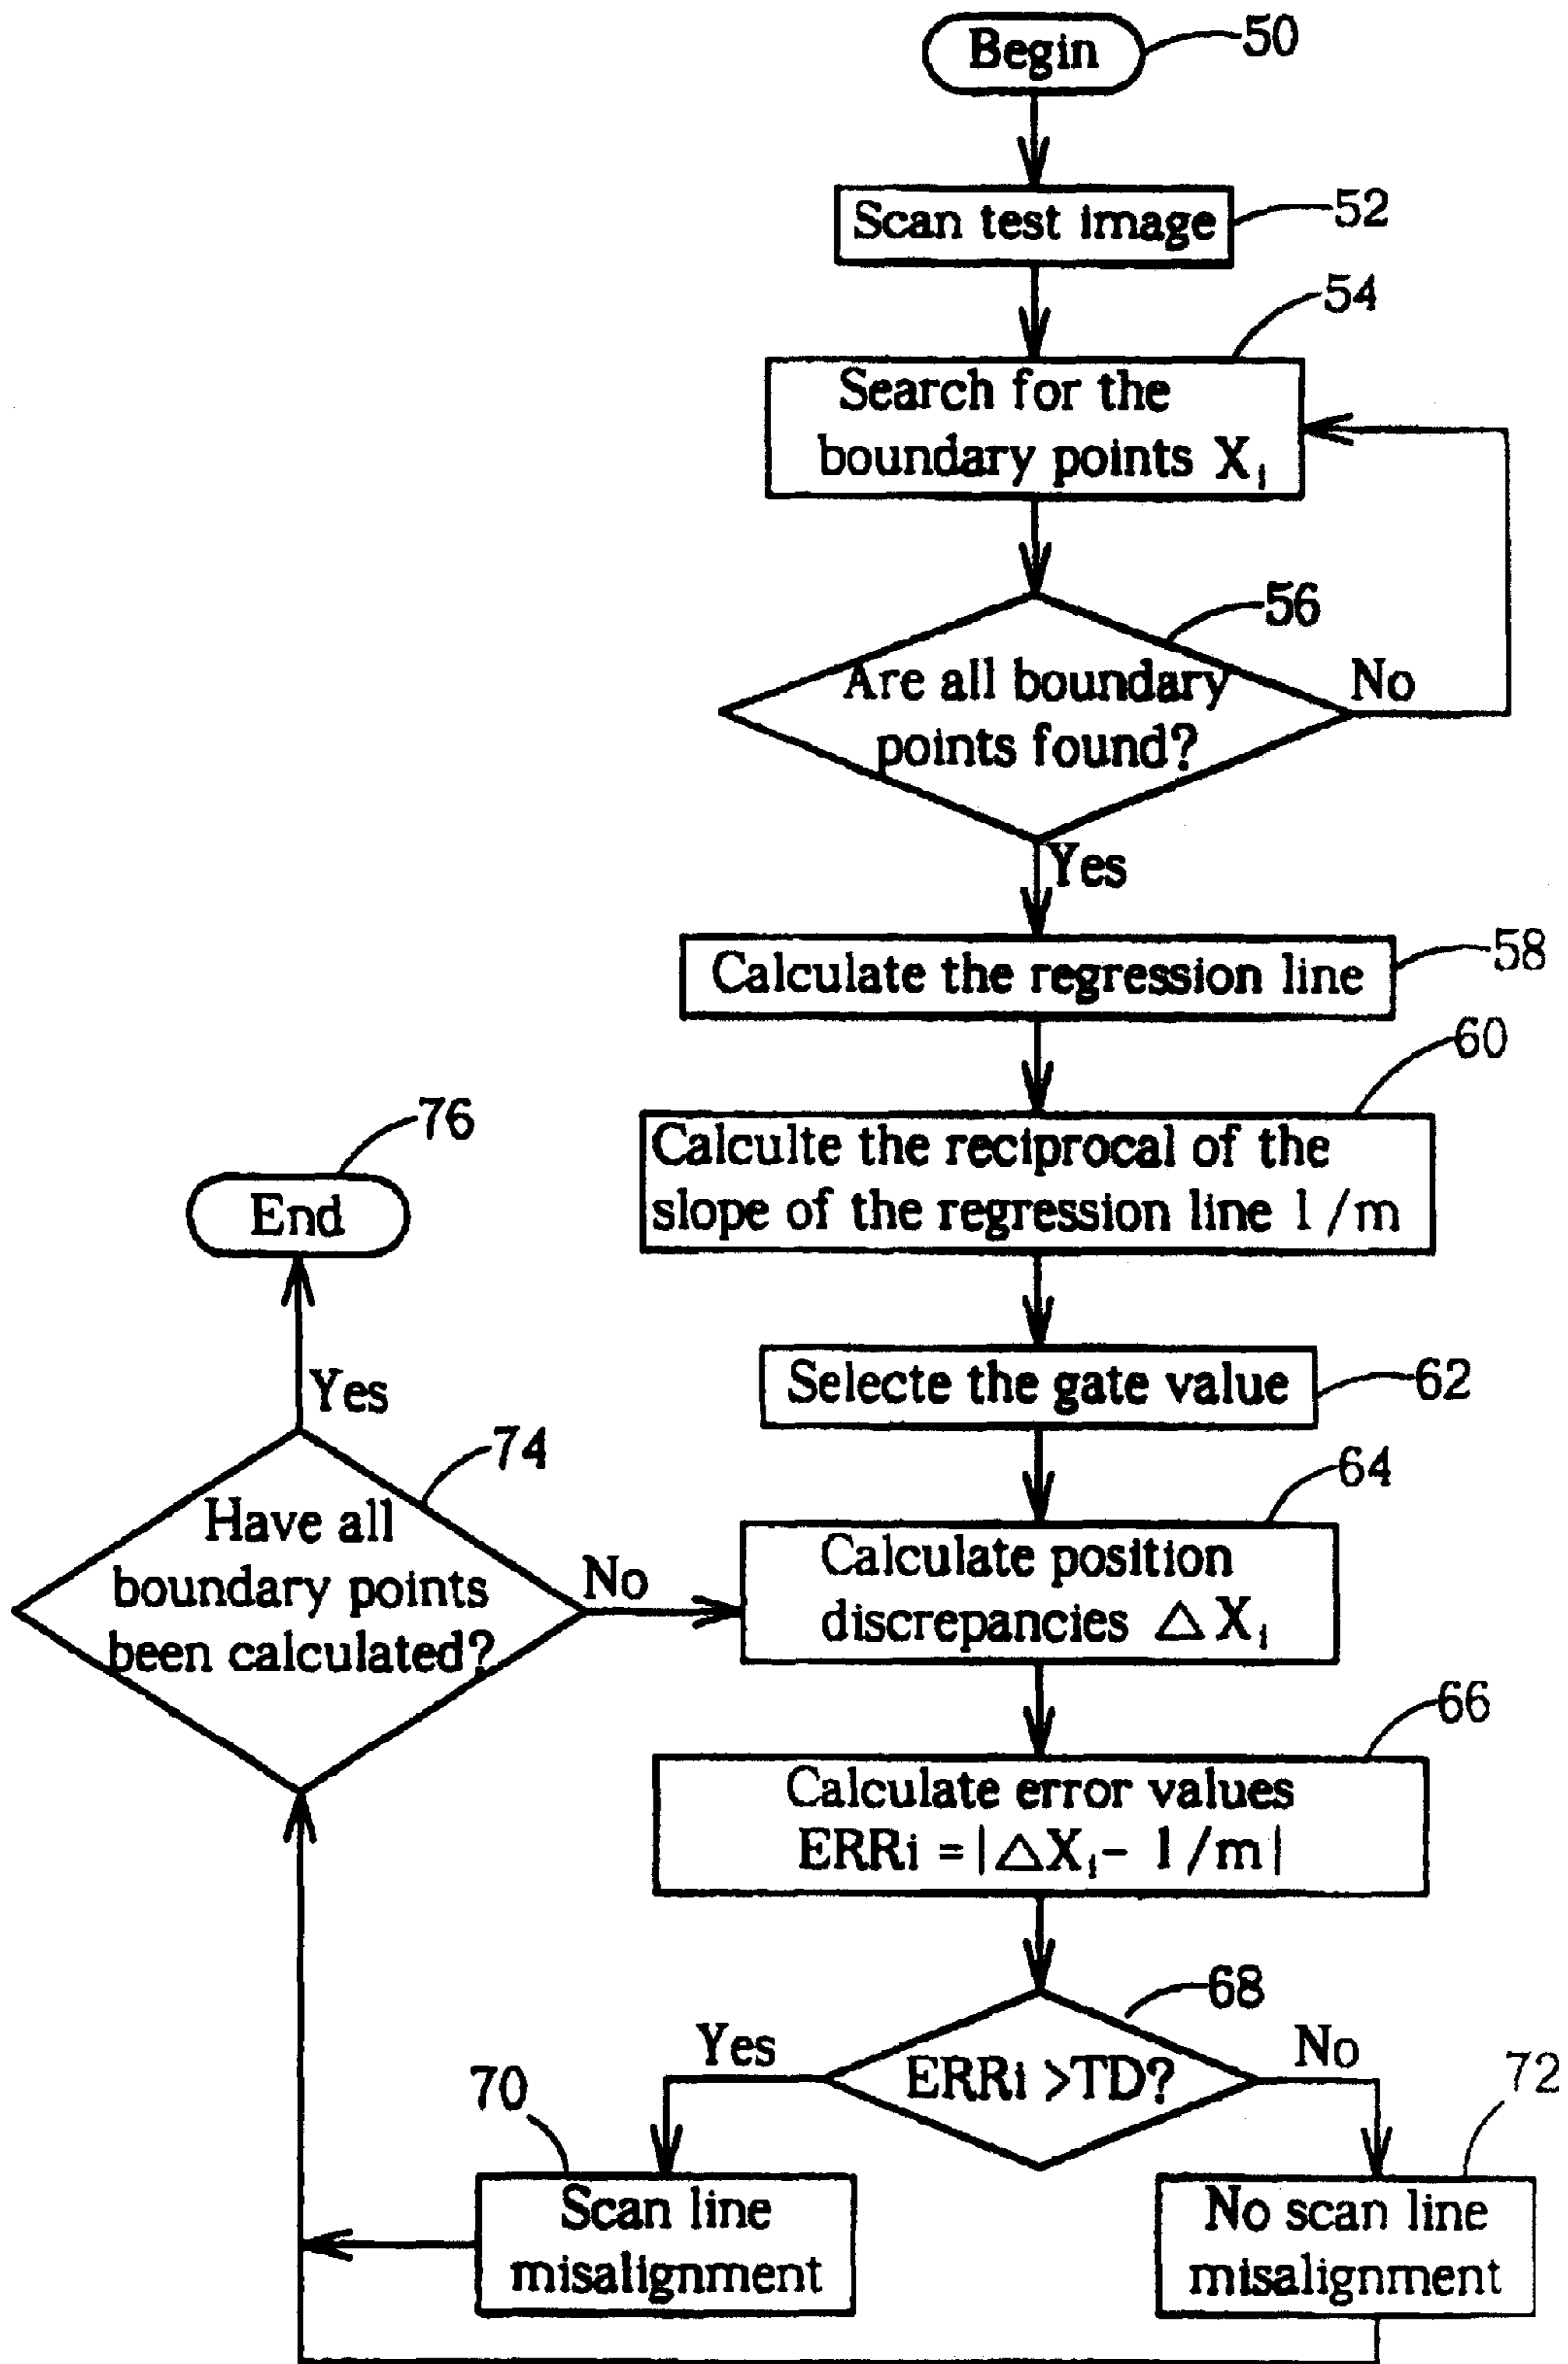 Begin
50
Scan test image
52
54
Search for the
boundary points Xi
56
Are all boundary
points found?
No
Yes
Calculate the regression line
58
60
Calculte the reciprocal of the
slope of the regression line 1/m
76
End
Selecte the gate value
62
Yes
74
Have all
boundary points
been calculated?
No
64
Calculate position
discrepancies △Xi
66
Calculate error values
ERRi = |△Xi - 1/m|
68
ERRi >TD?
Yes
No
70
Scan line
misalignment
72
No scan line
misalignment